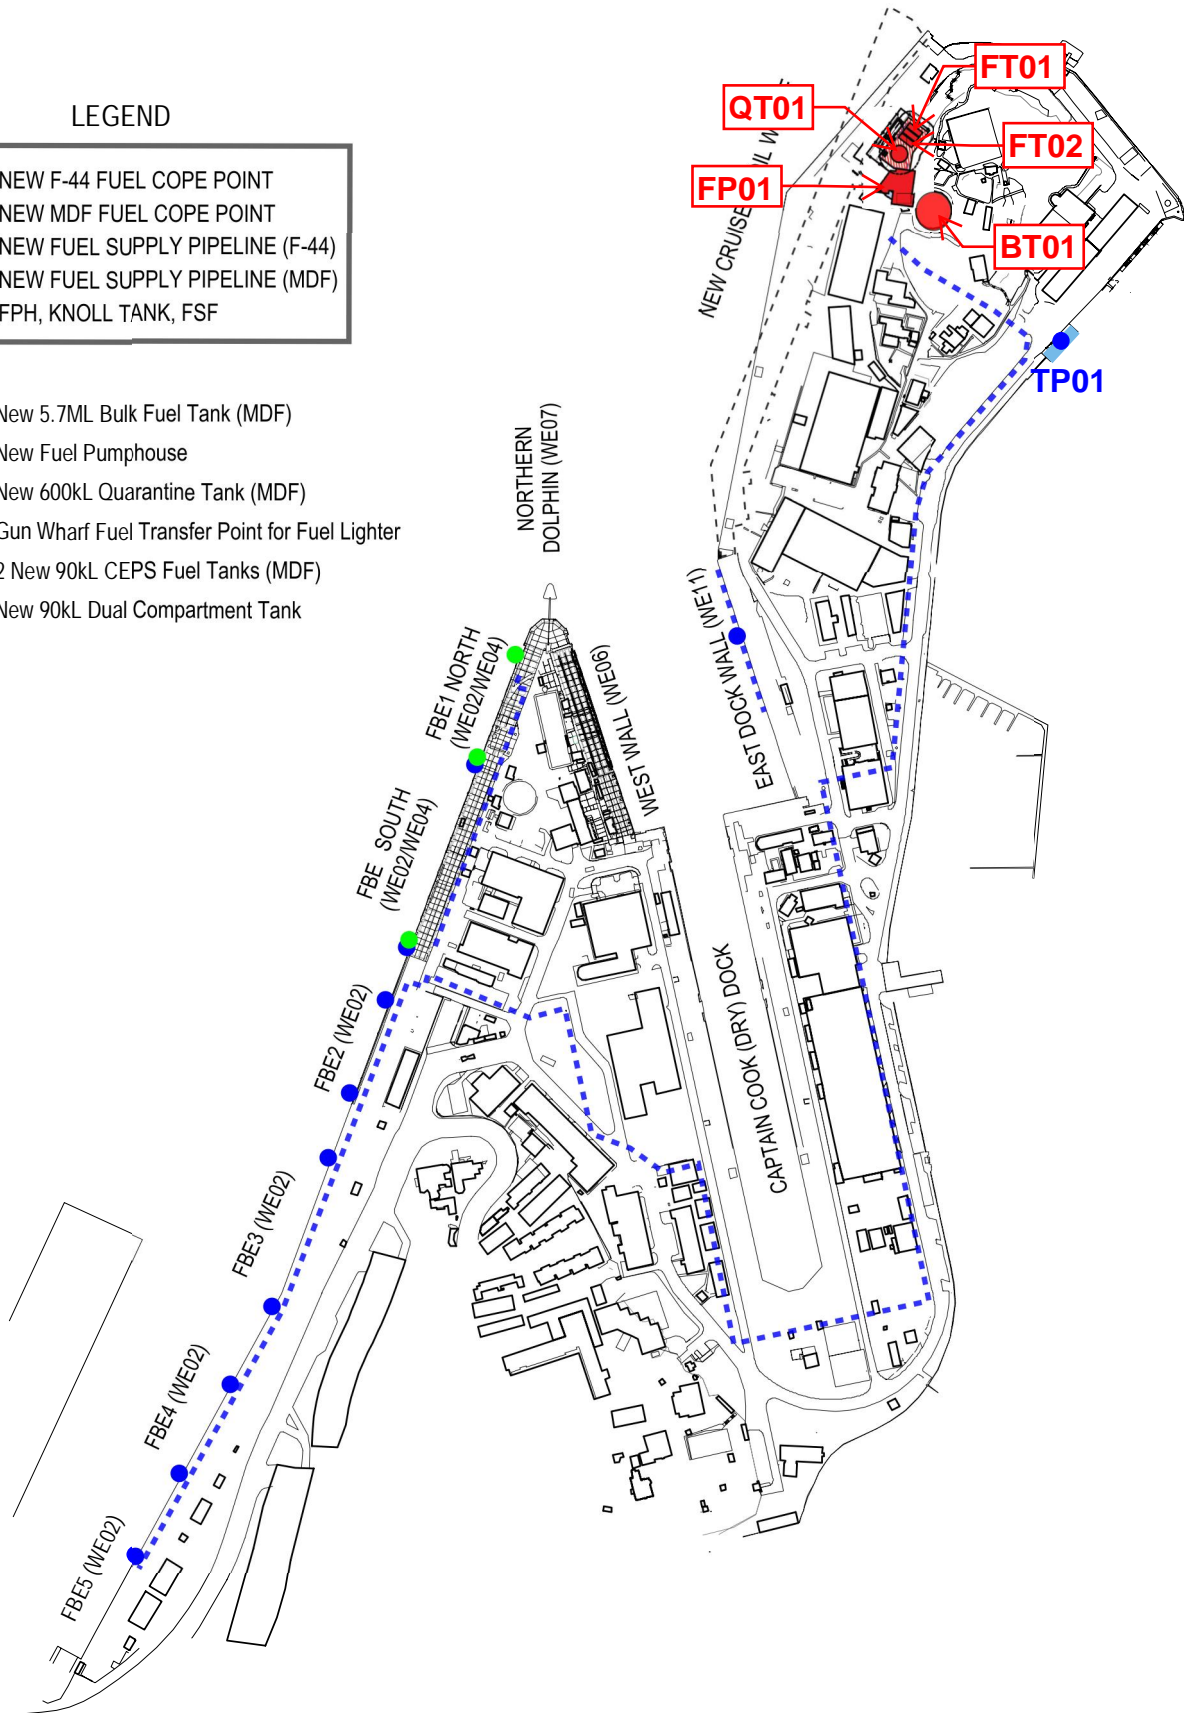 LEGEND
NEW F-44 FUEL COPE POINT
NEW MDF FUEL COPE POINT
NEW FUEL SUPPLY PIPELINE (F-44)
NEW FUEL SUPPLY PIPELINE (MDF)
FPH, KNOLL TANK, FSF
New 5.7ML Bulk Fuel Tank (MDF)
New Fuel Pumphouse
New 600kL Quarantine Tank (MDF)
Gun Wharf Fuel Transfer Point for Fuel Lighter
2 New 90kL CEPS Fuel Tanks (MDF)
New 90kL Dual Compartment Tank
FT01
QT01
FT02
FP01
BT01
TP01
NEW CRUISE
NORTHERN
DOLPHIN (WE07)
EAST DOCK WALL (WE11)
WEST WALL (WE06)
FBE1 NORTH
(WE02/WE04)
FBE SOUTH
(WE02/WE04)
CAPTAIN COOK (DRY) DOCK
FBE2 (WE02)
FBE3 (WE02)
FBE4 (WE02)
FBE5 (WE02)